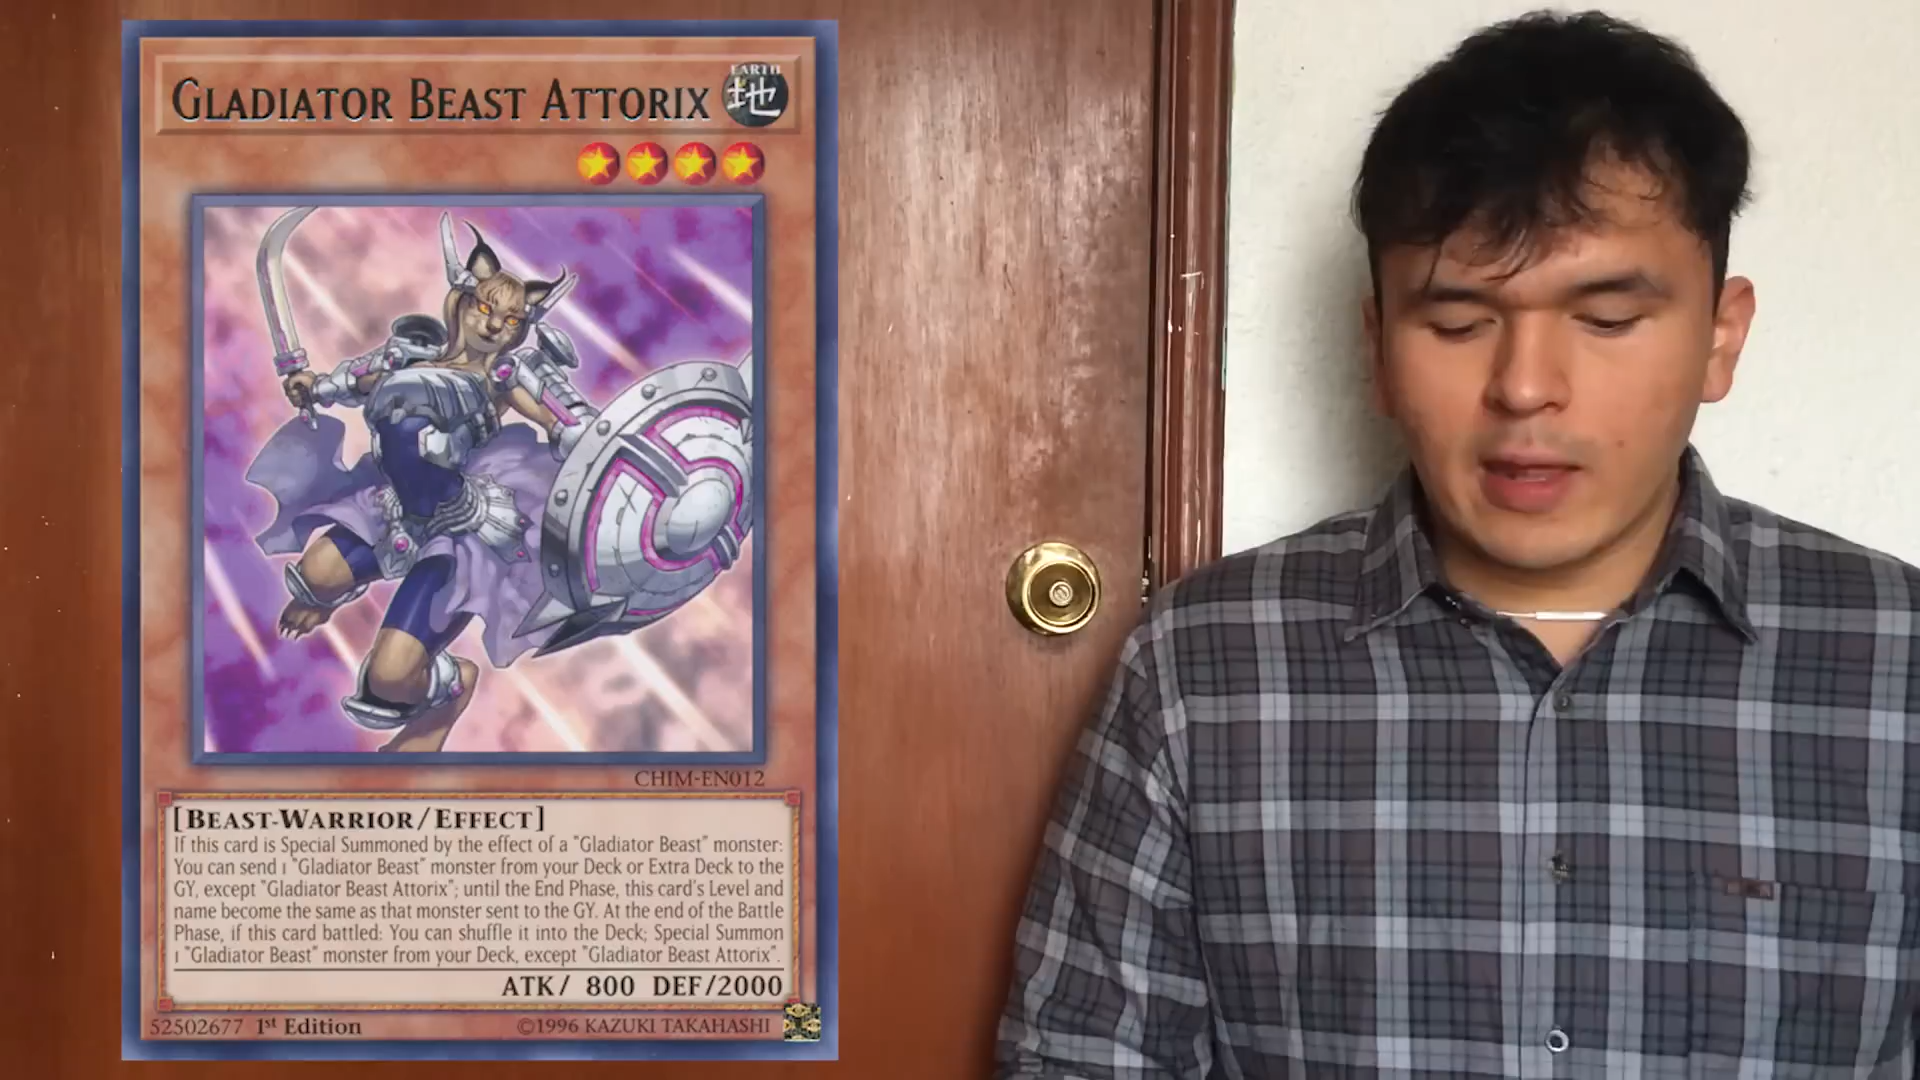 GLADIATOR BEAST ATTORIX
EARTH
地
CHIM-EN012
[BEAST-WARRIOR/EFFECT]
If this card is Special Summoned by the effect of a "Gladiator Beast" monster:
You can send 1 "Gladiator Beast" monster from your Deck or Extra Deck to the
GY, except "Gladiator Beast Attorix"; until the End Phase, this card's Level and
name become the same as that monster sent to the GY. At the end of the Battle
Phase, if this card battled: You can shuffle it into the Deck; Special Summon
1 "Gladiator Beast" monster from your Deck, except "Gladiator Beast Attorix".
ATK/ 800 DEF/2000
52502677 1st Edition ©1996 KAZUKI TAKAHASHI